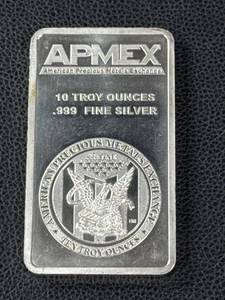 APMEX
American Precious Metals Exchange
10 TROY OUNCES
.999 FINE SILVER
AMERICAN PRECIOUS METALS EXCHANGE
TEN TROY OUNCES